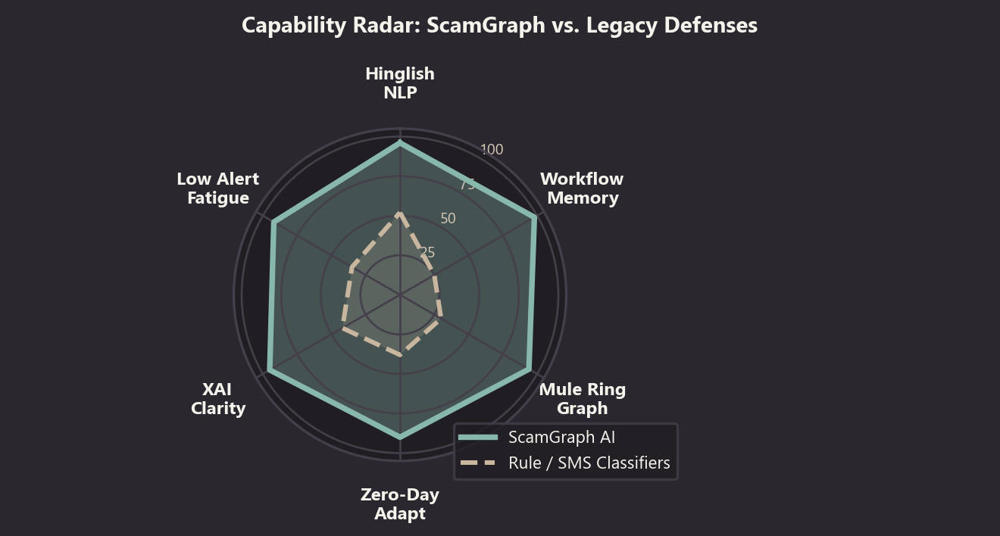 Capability Radar: ScamGraph vs. Legacy Defenses
Hinglish
NLP
100
Low Alert
Fatigue
Workflow
Memory
75
50
25
XAI
Clarity
Mule Ring
Graph
ScamGraph AI
Rule / SMS Classifiers
Zero-Day
Adapt